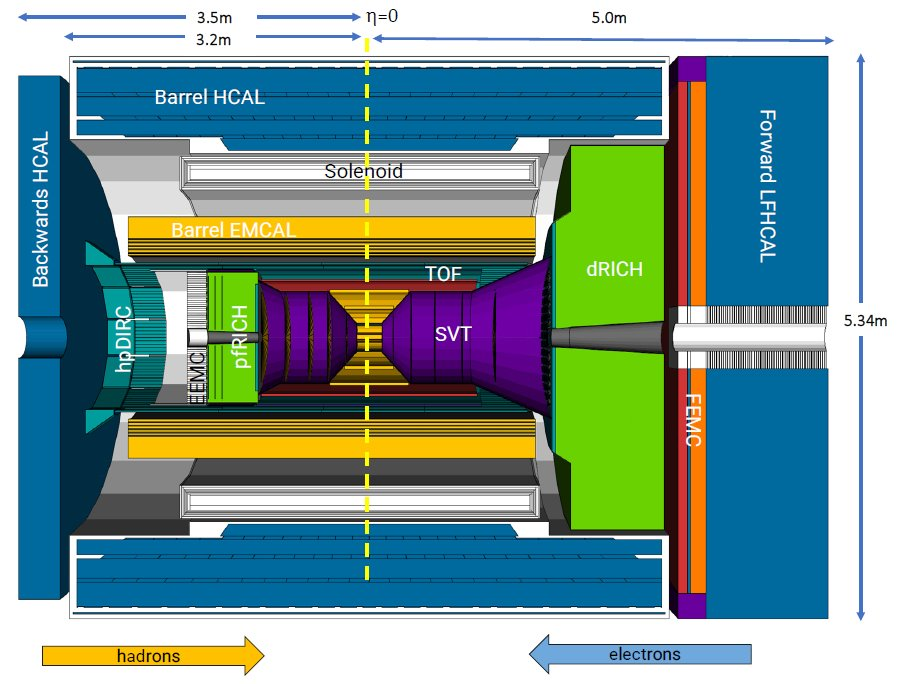 3.5m
η=0
5.0m
3.2m
Barrel HCAL
Backwards HCAL
Forward LFHCAL
Solenoid
Barrel EMCAL
TOF
dRICH
hpDIRC
EEMC
pfRICH
SVT
5.34m
FEMC
hadrons
electrons